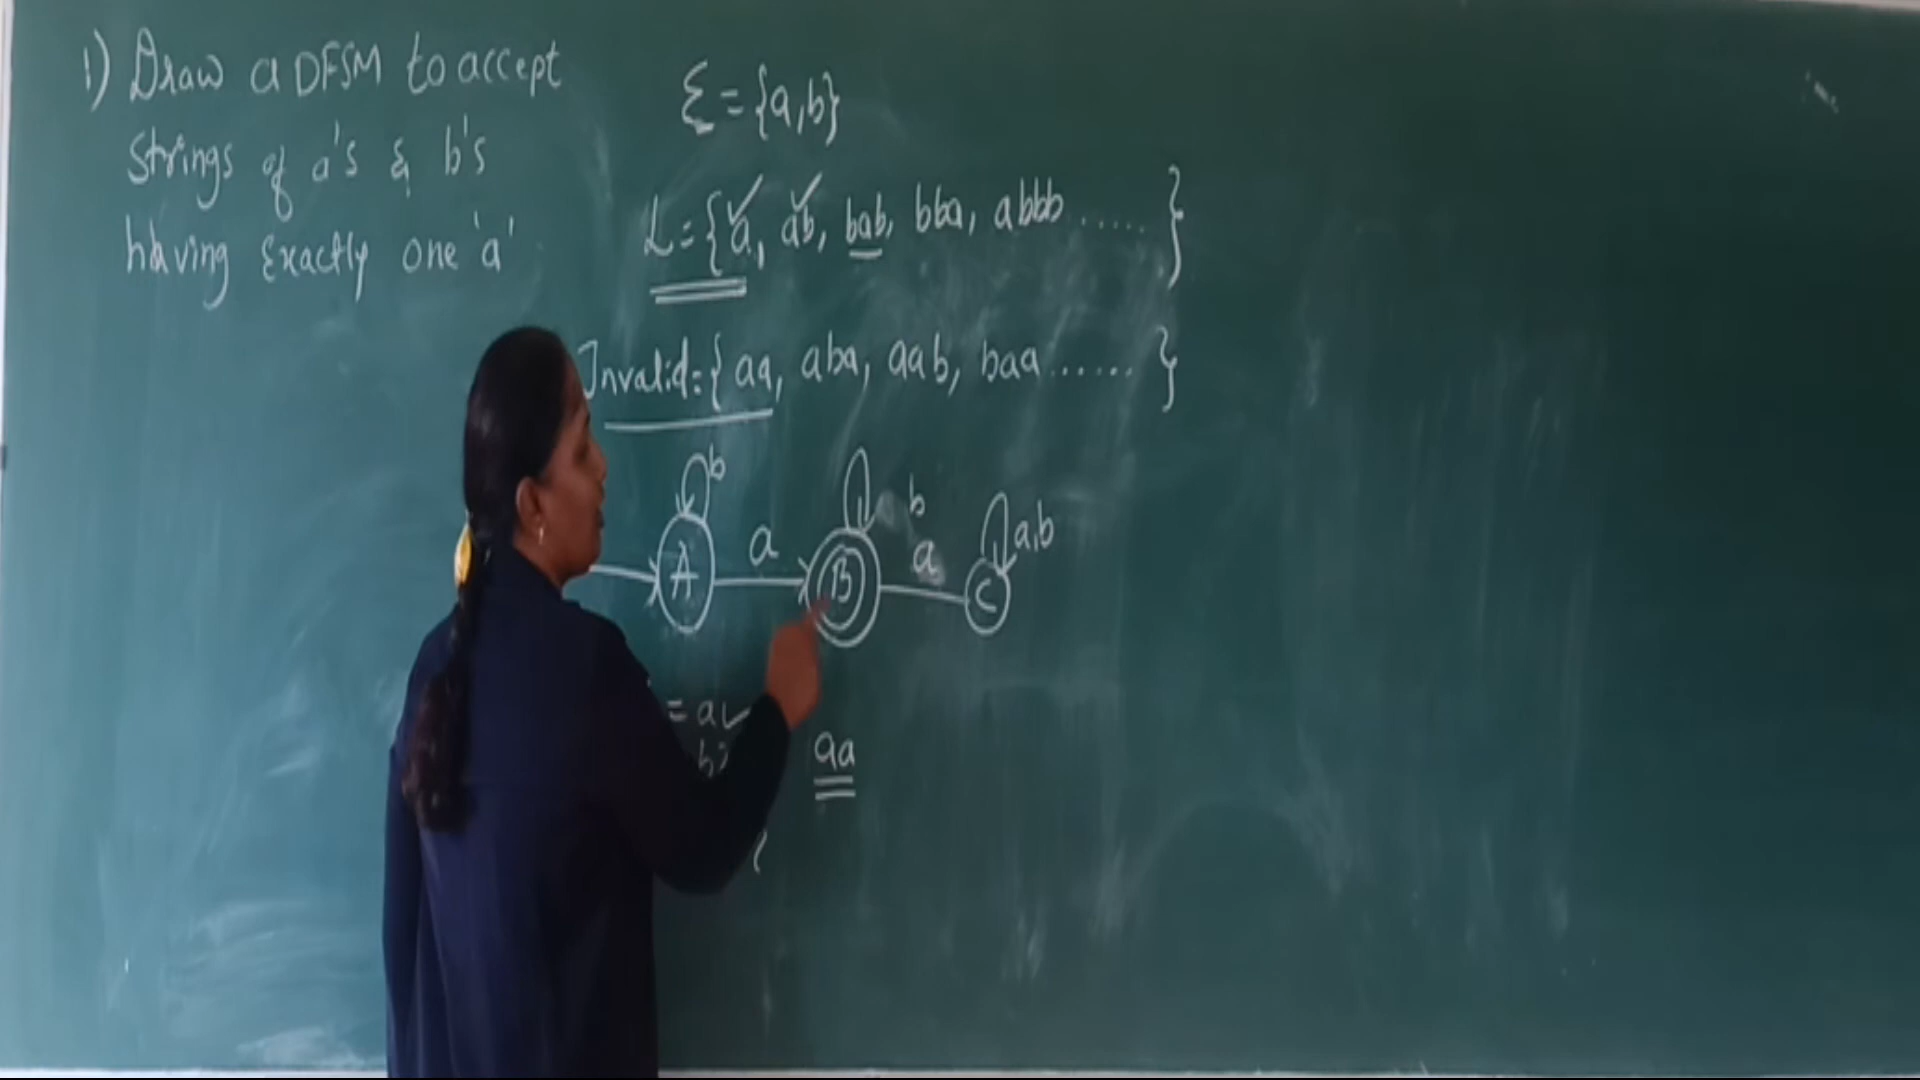 1) Draw a DFSM to accept
strings of a's & b's
having Exactly one 'a'
Σ = {a,b}
L = {a, ab, bab, bba, abbb ...... }
Invalid = { aa, aba, aab, baa ...... }
b
b
a,b
a
a
A
B
C
= a
b
aa